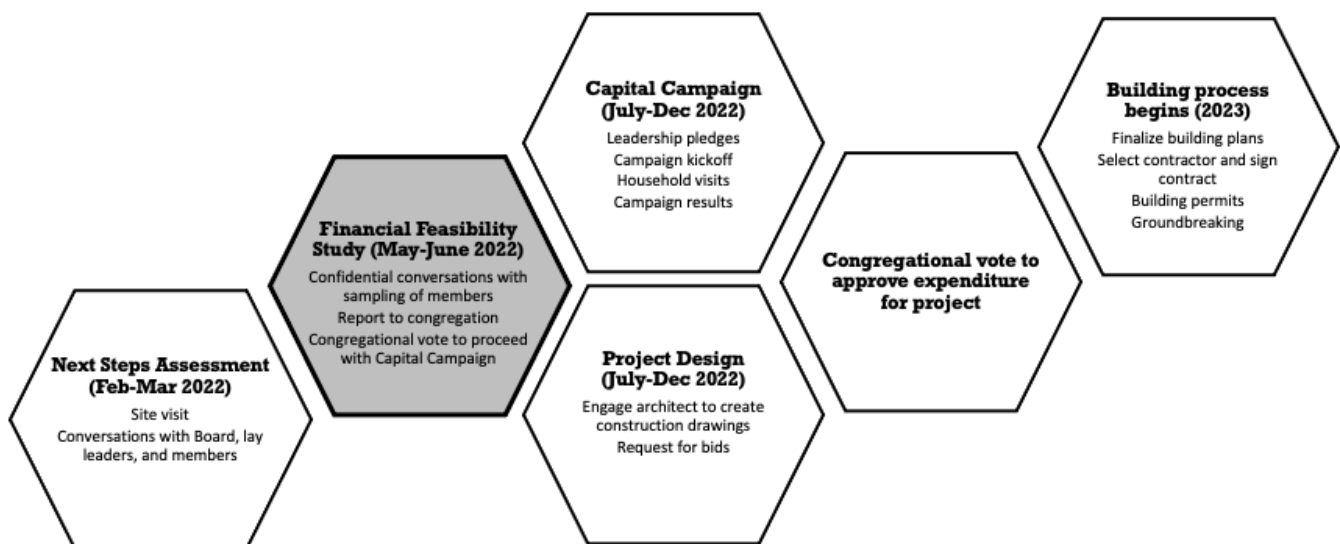 Next Steps Assessment
(Feb-Mar 2022)
Site visit
Conversations with Board, lay
leaders, and members
Financial Feasibility
Study (May-June 2022)
Confidential conversations with
sampling of members
Report to congregation
Congregational vote to proceed
with Capital Campaign
Capital Campaign
(July-Dec 2022)
Leadership pledges
Campaign kickoff
Household visits
Campaign results
Project Design
(July-Dec 2022)
Engage architect to create
construction drawings
Request for bids
Congregational vote to
approve expenditure
for project
Building process
begins (2023)
Finalize building plans
Select contractor and sign
contract
Building permits
Groundbreaking